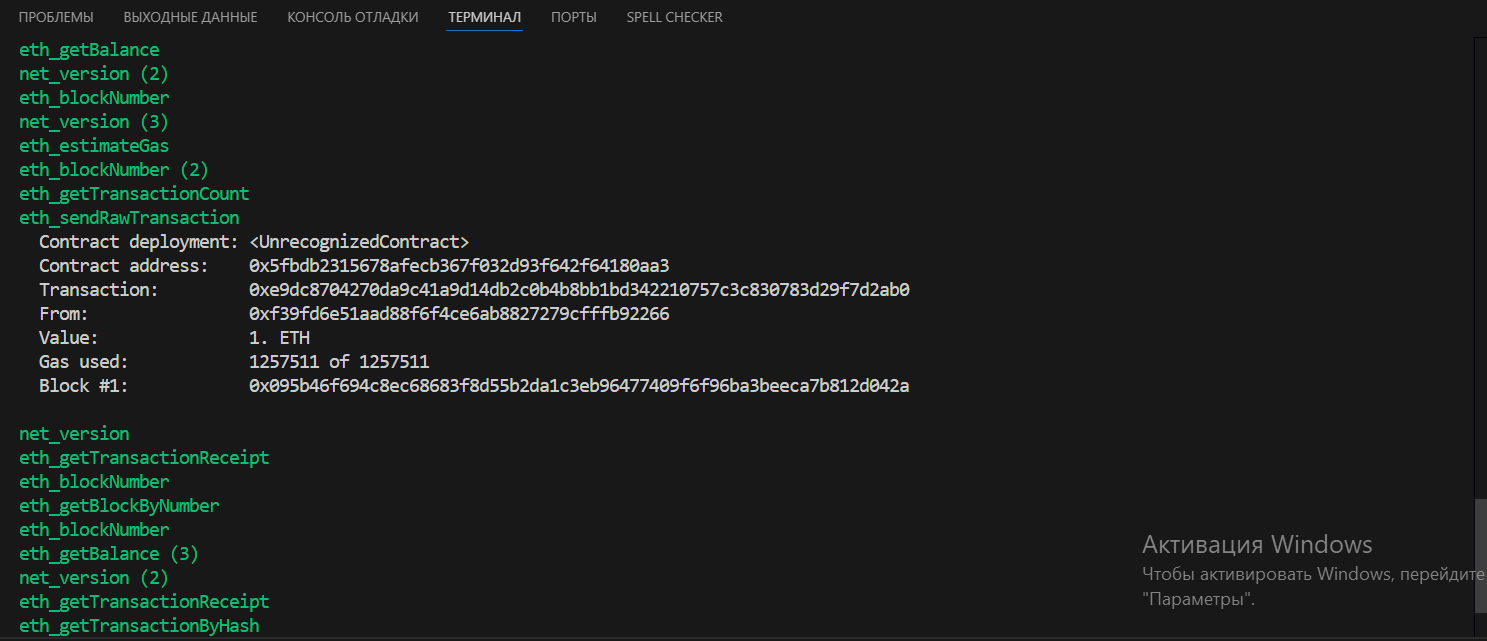 ПРОБЛЕМЫ ВЫХОДНЫЕ ДАННЫЕ КОНСОЛЬ ОТЛАДКИ ТЕРМИНАЛ ПОРТЫ SPELL CHECKER
eth_getBalance
net_version (2)
eth_blockNumber
net_version (3)
eth_estimateGas
eth_blockNumber (2)
eth_getTransactionCount
eth_sendRawTransaction
Contract deployment: <UnrecognizedContract>
Contract address: 0x5fbdb2315678afecb367f032d93f642f64180aa3
Transaction: 0xe9dc8704270da9c41a9d14db2c0b4b8bb1bd342210757c3c830783d29f7d2ab0
From: 0xf39fd6e51aad88f6f4ce6ab8827279cfffb92266
Value: 1. ETH
Gas used: 1257511 of 1257511
Block #1: 0x095b46f694c8ec68683f8d55b2da1c3eb96477409f6f96ba3beeca7b812d042a
net_version
eth_getTransactionReceipt
eth_blockNumber
eth_getBlockByNumber
eth_blockNumber
eth_getBalance (3)
net_version (2)
eth_getTransactionReceipt
eth_getTransactionByHash
Активация Windows
Чтобы активировать Windows, перейдите
"Параметры".